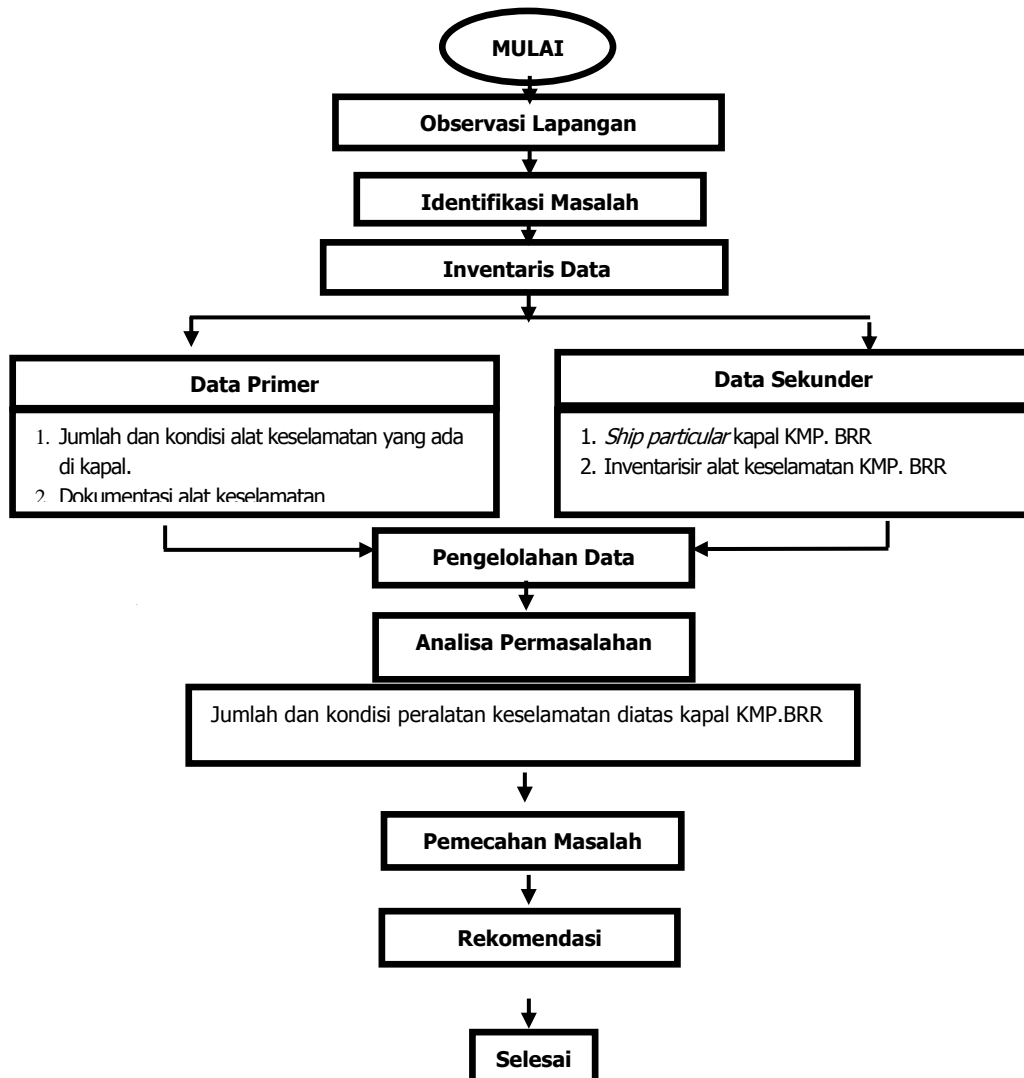 MULAI
Observasi Lapangan
Identifikasi Masalah
Inventaris Data
Data Primer
1. Jumlah dan kondisi alat keselamatan yang ada
di kapal.
2. Dokumentasi alat keselamatan
Data Sekunder
1. Ship particular kapal KMP. BRR
2. Inventarisir alat keselamatan KMP. BRR
Pengelolahan Data
Analisa Permasalahan
Jumlah dan kondisi peralatan keselamatan diatas kapal KMP.BRR
Pemecahan Masalah
Rekomendasi
Selesai